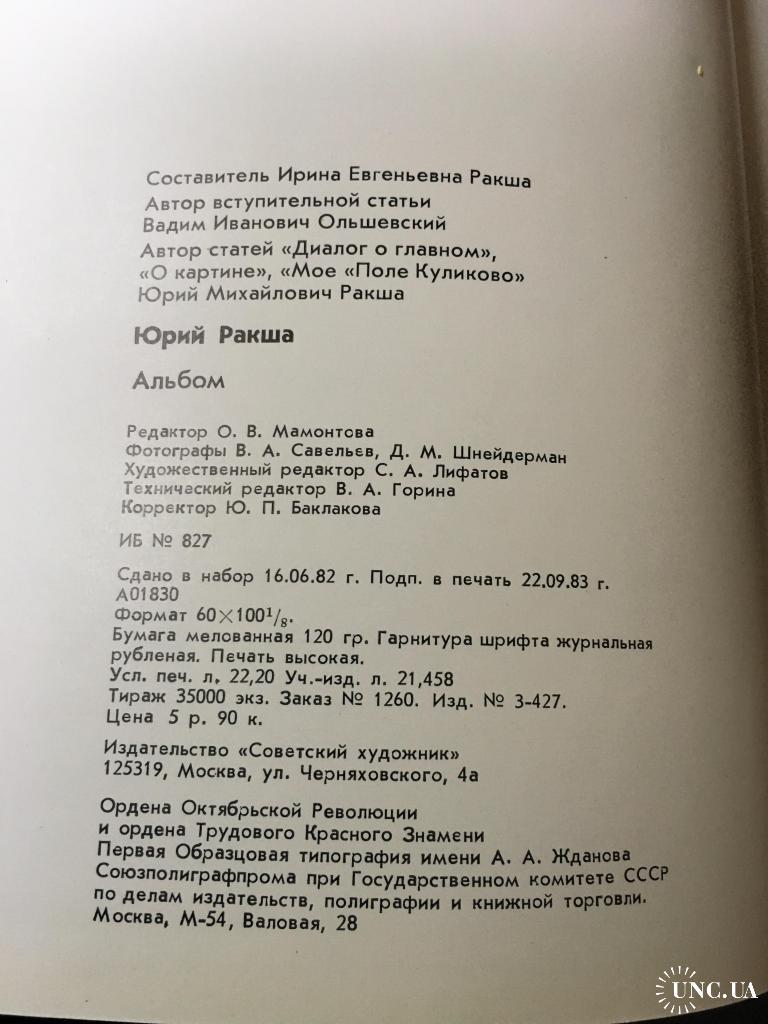 Составитель Ирина Евгеньевна Ракша
Автор вступительной статьи
Вадим Иванович Ольшевский
Автор статей «Диалог о главном»,
«О картине», «Мое «Поле Куликово»
Юрий Михайлович Ракша
Юрий Ракша
Альбом
Редактор О. В. Мамонтова
Фотографы В. А. Савельев, Д. М. Шнейдерман
Художественный редактор С. А. Лифатов
Технический редактор В. А. Горина
Корректор Ю. П. Баклакова
ИБ № 827
Сдано в набор 16.06.82 г. Подп. в печать 22.09.83 г.
А01830
Формат 60×100¹/₈.
Бумага мелованная 120 гр. Гарнитура шрифта журнальная
рубленая. Печать высокая.
Усл. печ. л. 22,20 Уч.-изд. л. 21,458
Тираж 35000 экз. Заказ № 1260. Изд. № 3-427.
Цена 5 р. 90 к.
Издательство «Советский художник»
125319, Москва, ул. Черняховского, 4а
Ордена Октябрьской Революции
и ордена Трудового Красного Знамени
Первая Образцовая типография имени А. А. Жданова
Союзполиграфпрома при Государственном комитете СССР
по делам издательств, полиграфии и книжной торговли.
Москва, М-54, Валовая, 28
UNC.UA